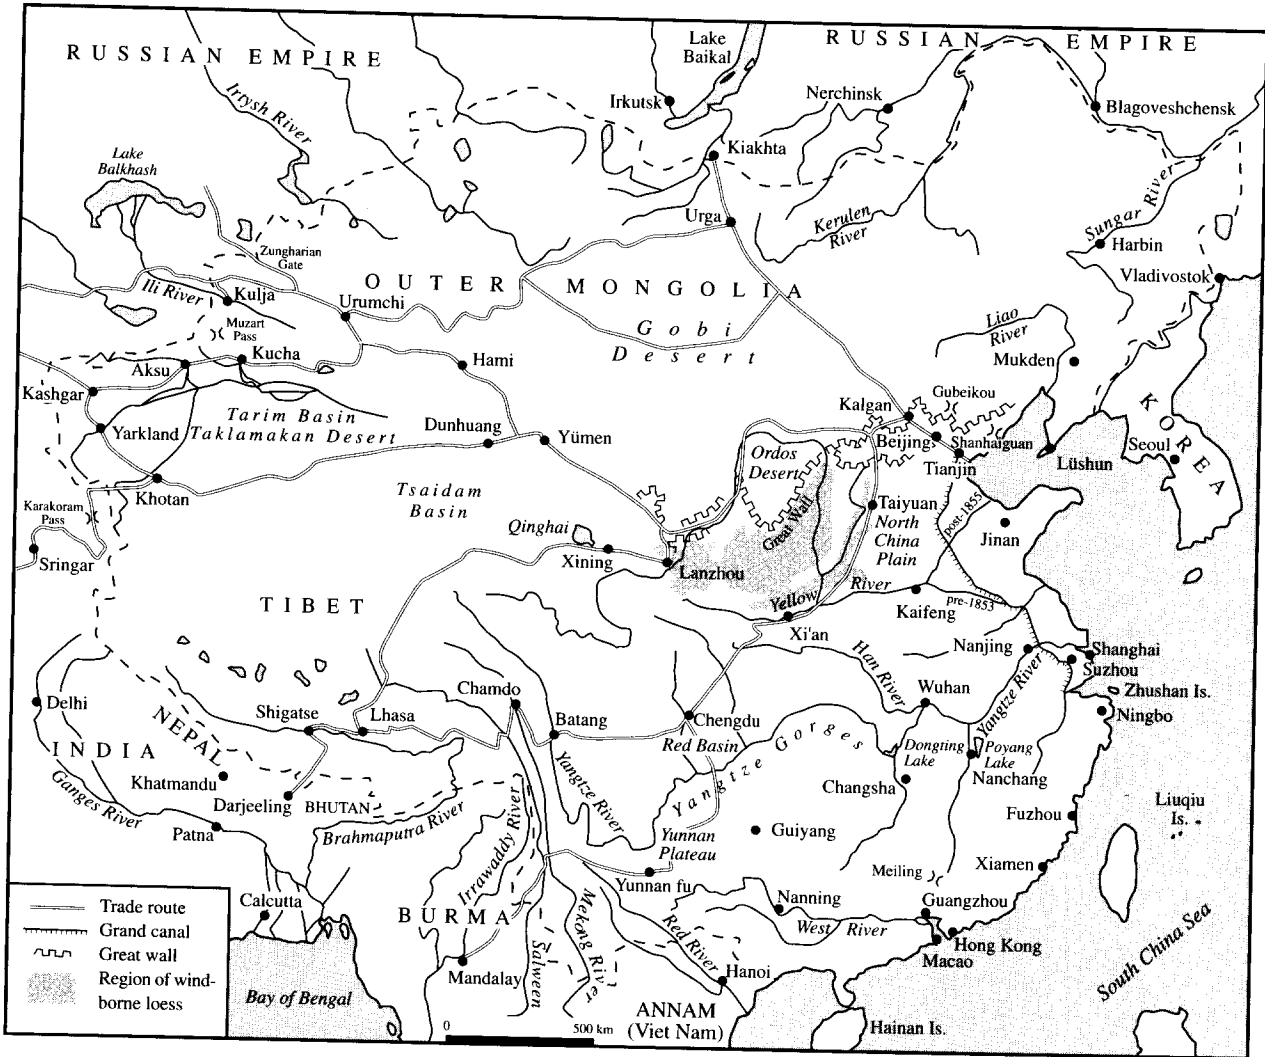 RUSSIAN EMPIRE
Lake
Baikal
RUSSIAN EMPIRE
Irkutsk
Nerchinsk
Blagoveshchensk
Irtysh River
Lake
Balkhash
Kiakhta
Urga
Kerulen
River
Sungar River
Harbin
Vladivostok
Zungharian
Gate
Ili River
Kulja
OUTER MONGOLIA
Urumchi
Muzart
Pass
Gobi
Desert
Liao
River
Mukden
Kucha
Aksu
Hami
Kashgar
Gubeikou
Kalgan
KOREA
Tarim Basin
Taklamakan Desert
Yarkland
Dunhuang
Yümen
Beijing
Shanhaiguan
Ordos
Desert
Tianjin
Lüshun
Seoul
Khotan
Tsaidam
Basin
Karakoram
Pass
Qinghai
Great Wall
Taiyuan
North
China
Plain
post-1855
Jinan
Sringar
Xining
Lanzhou
TIBET
Yellow River
Kaifeng
pre-1853
Xi'an
Han River
Nanjing
Shanghai
Suzhou
Zhushan Is.
Ningbo
Delhi
NEPAL
Shigatse
Lhasa
Chamdo
Batang
Chengdu
Wuhan
Yangtze River
INDIA
Red Basin
Yangtze Gorges
Dongting
Lake
Poyang
Lake
Khatmandu
Nanchang
Changsha
Darjeeling
BHUTAN
Ganges River
Yangtze River
Patna
Brahmaputra River
Irrawaddy River
Guiyang
Fuzhou
Liuqiu
Is.
Yunnan
Plateau
Yunnan fu
Meiling
Xiamen
Calcutta
BURMA
Mekong River
Nanning
Guangzhou
West River
Red River
Hong Kong
Macao
South China Sea
Mandalay
Salween
Hanoi
Bay of Bengal
ANNAM
(Viet Nam)
Hainan Is.
Trade route
Grand canal
Great wall
Region of wind-
borne loess
0 500 km